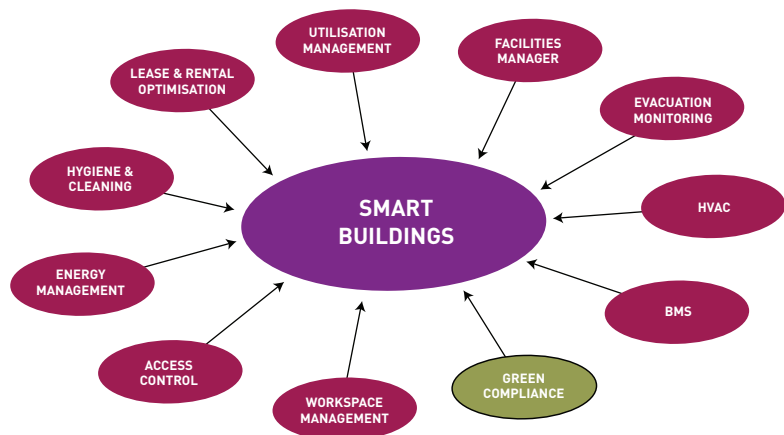 UTILISATION
MANAGEMENT
FACILITIES
MANAGER
LEASE & RENTAL
OPTIMISATION
EVACUATION
MONITORING
HYGIENE &
CLEANING
SMART
BUILDINGS
HVAC
ENERGY
MANAGEMENT
BMS
ACCESS
CONTROL
GREEN
COMPLIANCE
WORKSPACE
MANAGEMENT